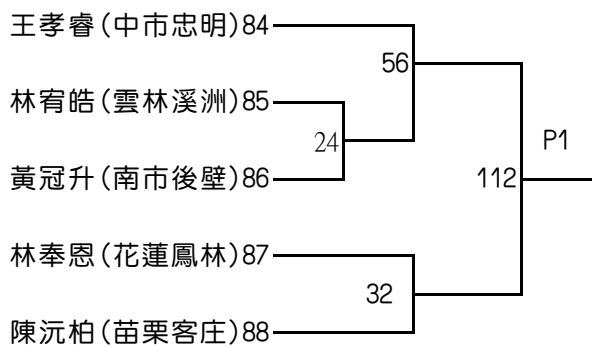 王孝睿(中市忠明)84
56
林宥皓(雲林溪洲)85
24
P1
黃冠升(南市後壁)86
112
林奉恩(花蓮鳳林)87
32
陳沅柏(苗栗客庄)88